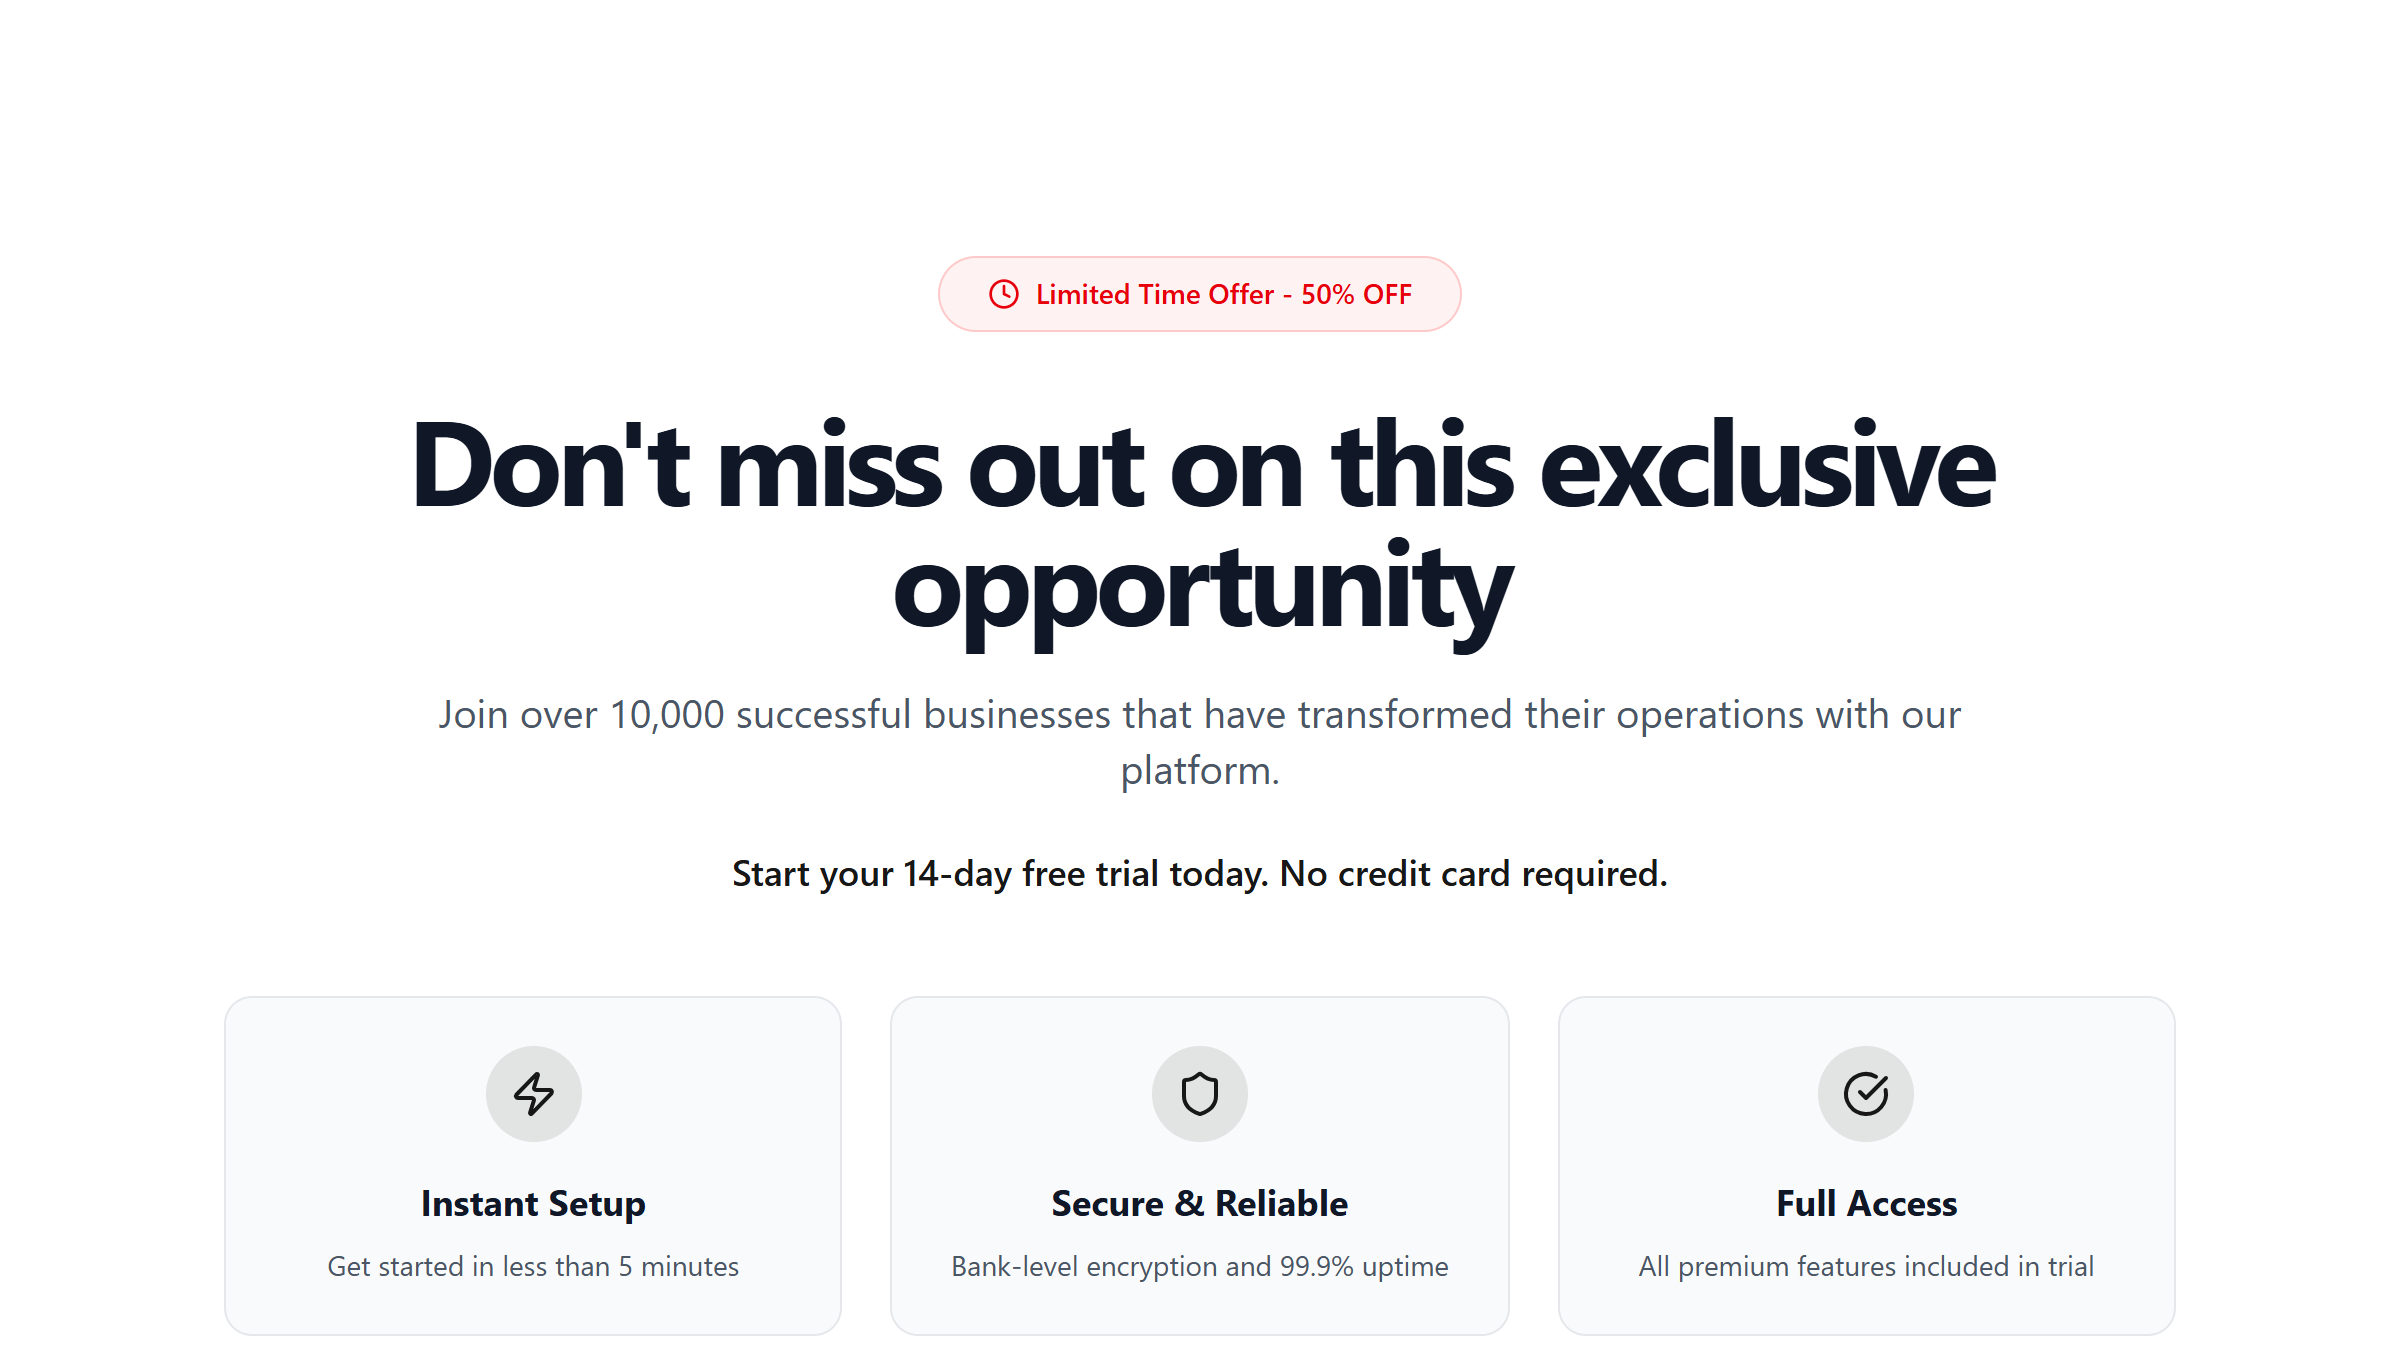 Limited Time Offer - 50% OFF
Don't miss out on this exclusive
opportunity
Join over 10,000 successful businesses that have transformed their operations with our
platform.
Start your 14-day free trial today. No credit card required.
Instant Setup
Get started in less than 5 minutes
Secure & Reliable
Bank-level encryption and 99.9% uptime
Full Access
All premium features included in trial